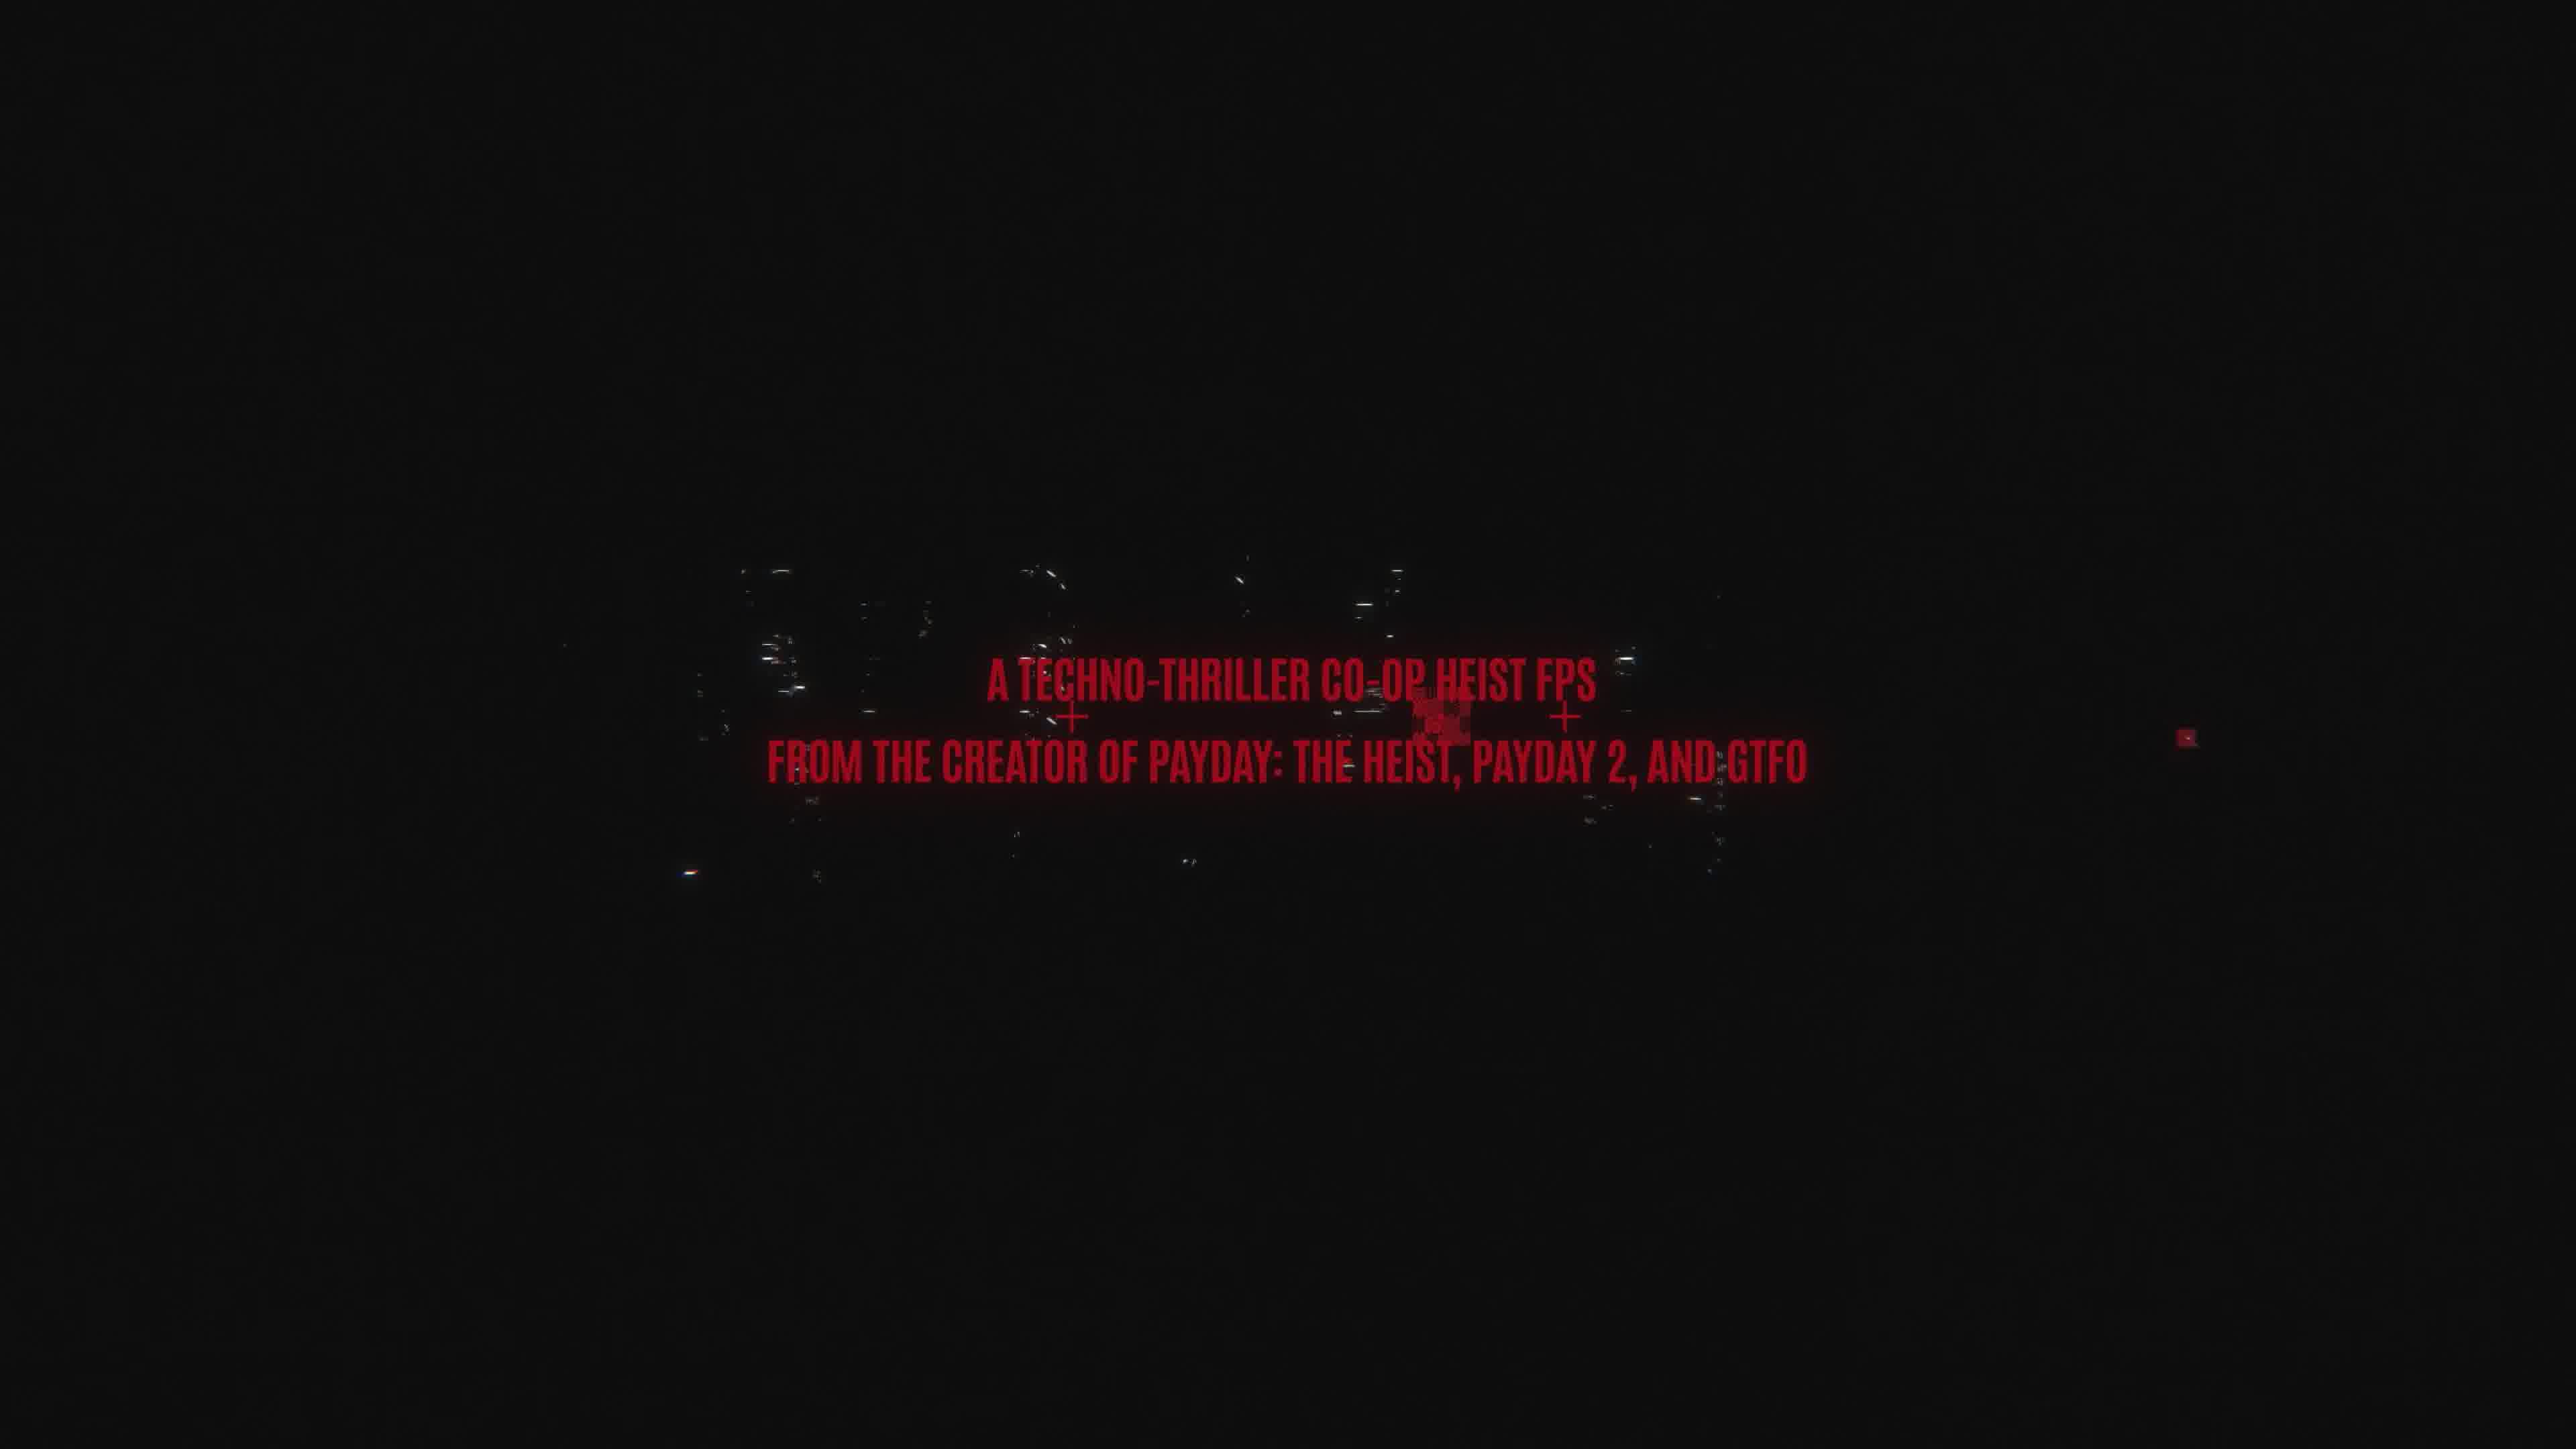 A TECHNO-THRILLER CO-OP HEIST FPS
FROM THE CREATOR OF PAYDAY: THE HEIST, PAYDAY 2, AND GTFO